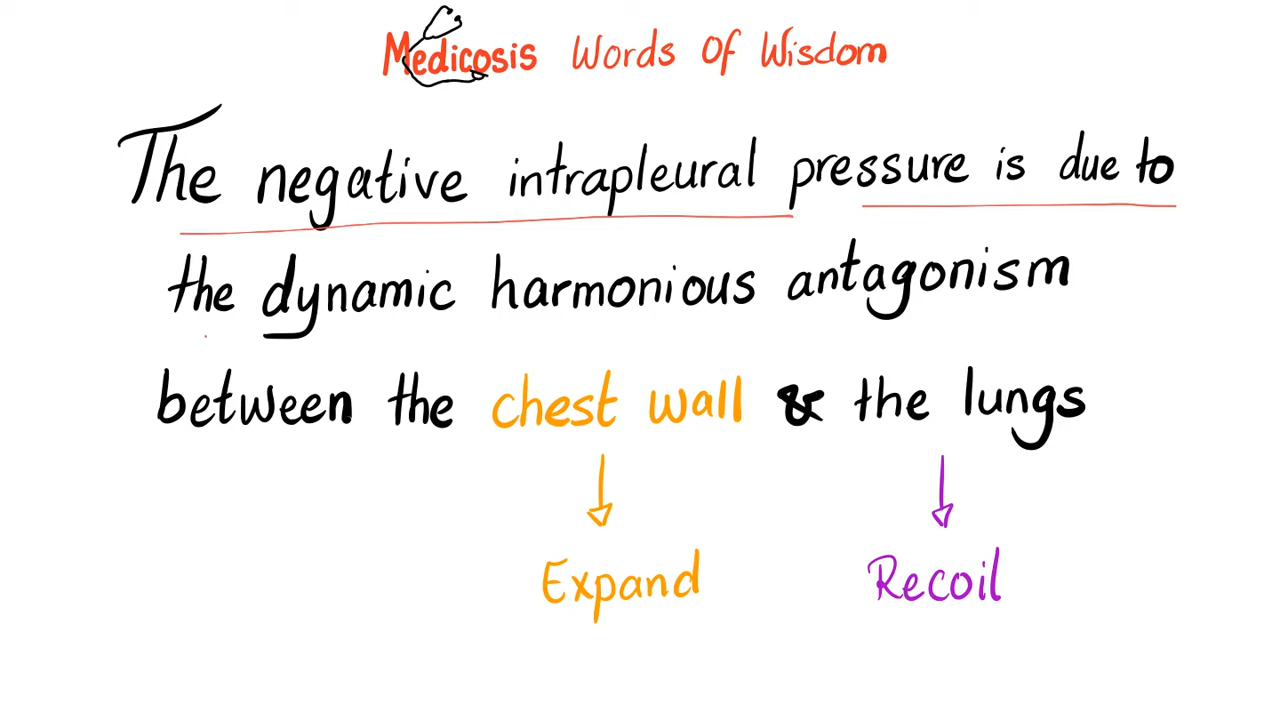 Medicosis Words Of Wisdom
The negative intrapleural pressure is due to
the dynamic harmonious antagonism
between the chest wall & the lungs
Expand Recoil